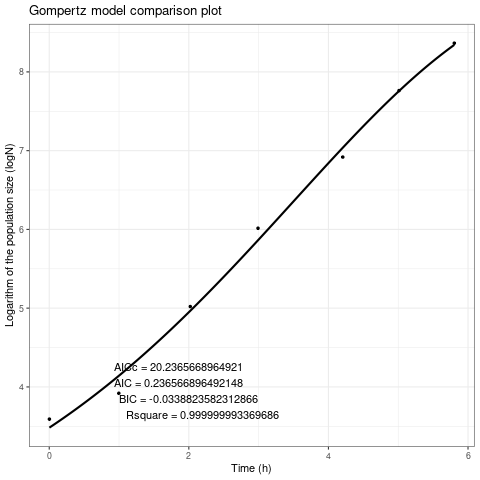 Gompertz model comparison plot
Logarithm of the population size (logN)
8
7
6
5
4
AICc = 20.2365668964921
AIC = 0.236566896492148
BIC = -0.0338823582312866
Rsquare = 0.999999993369686
0 2 4 6
Time (h)